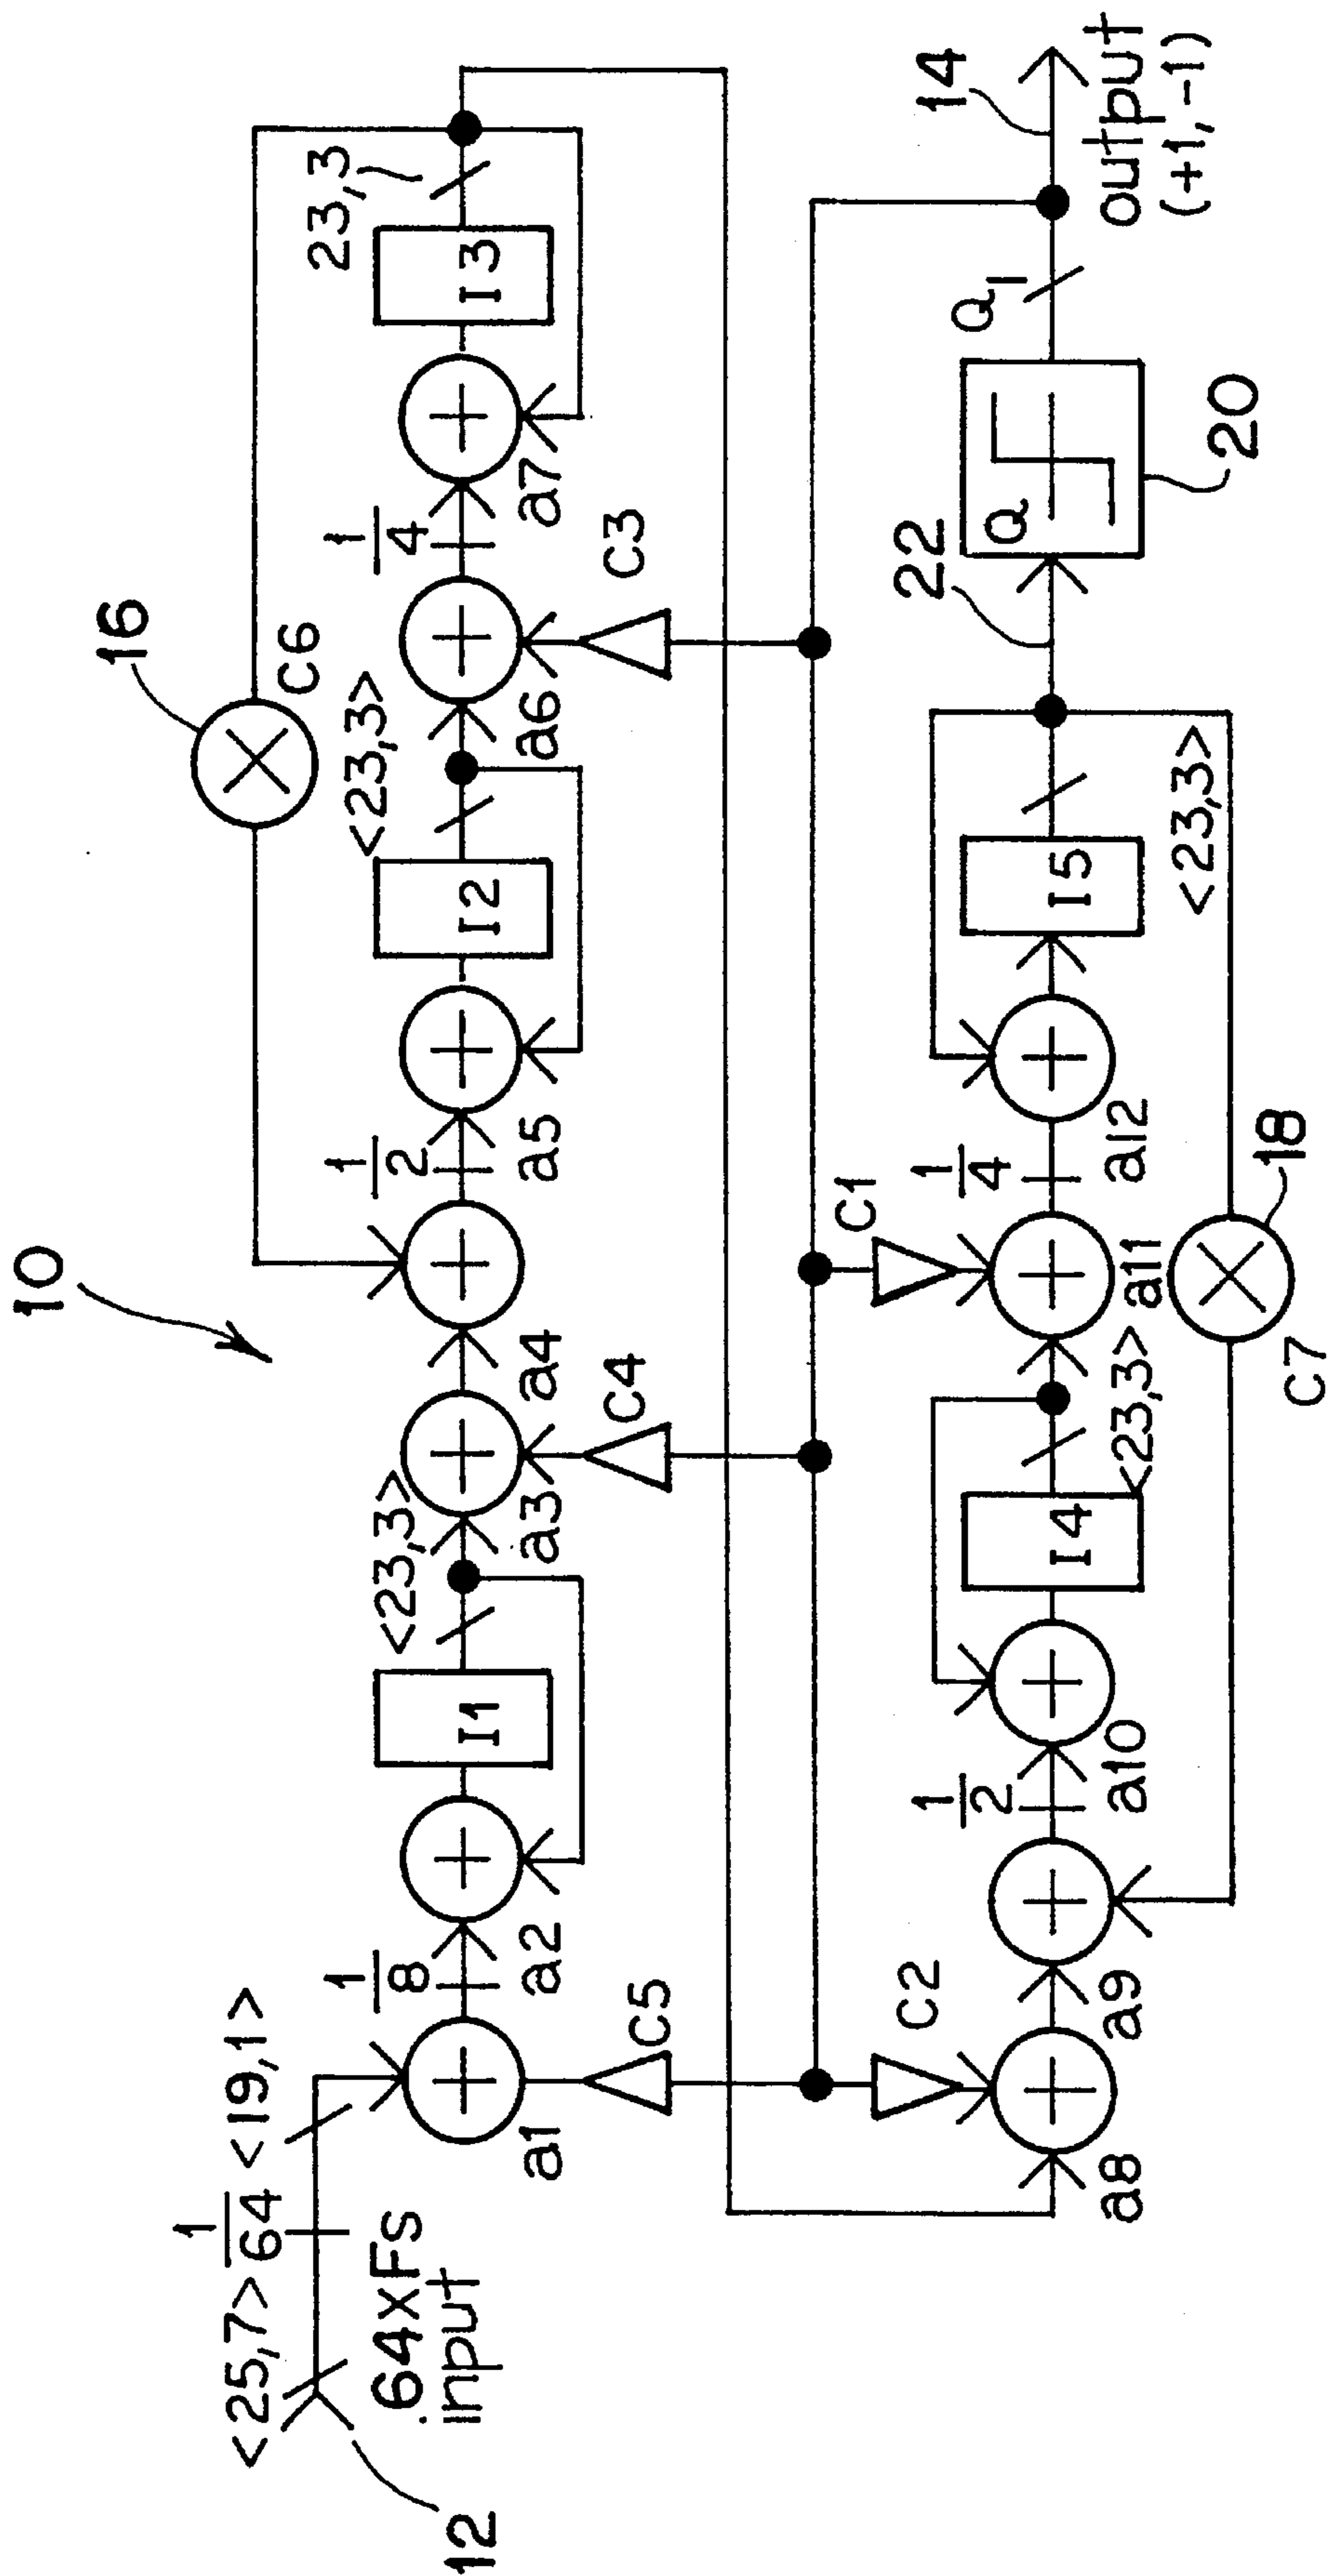 10
16
C6
<25,7>
1/64
<19,1>
1/8
<23,3>
1/2
<23,3>
1/4
23,3
I1
I2
I3
12
64xFs
input
a1
a2
a3
a4
a5
a6
a7
C5
C4
C3
C2
C1
22
Q
Q1
14
output
(+1,-1)
1/2
I4
1/4
I5
20
a8
a9
a10
<23,3>
a11
a12
<23,3>
C7
18